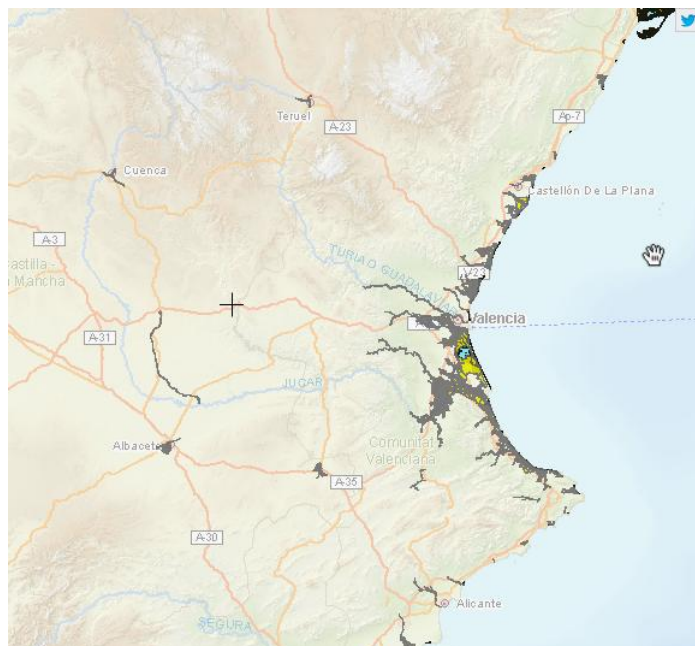 Teruel
A-23
Ap-7
Cuenca
Castellón De La Plana
A-3
astilla -
Mancha
TURIA O GUADALAVIAR
V-23
Valencia
A-31
JUCAR
Albacete
Comunitat
Valenciana
A-35
A-30
Alicante
SEGURA